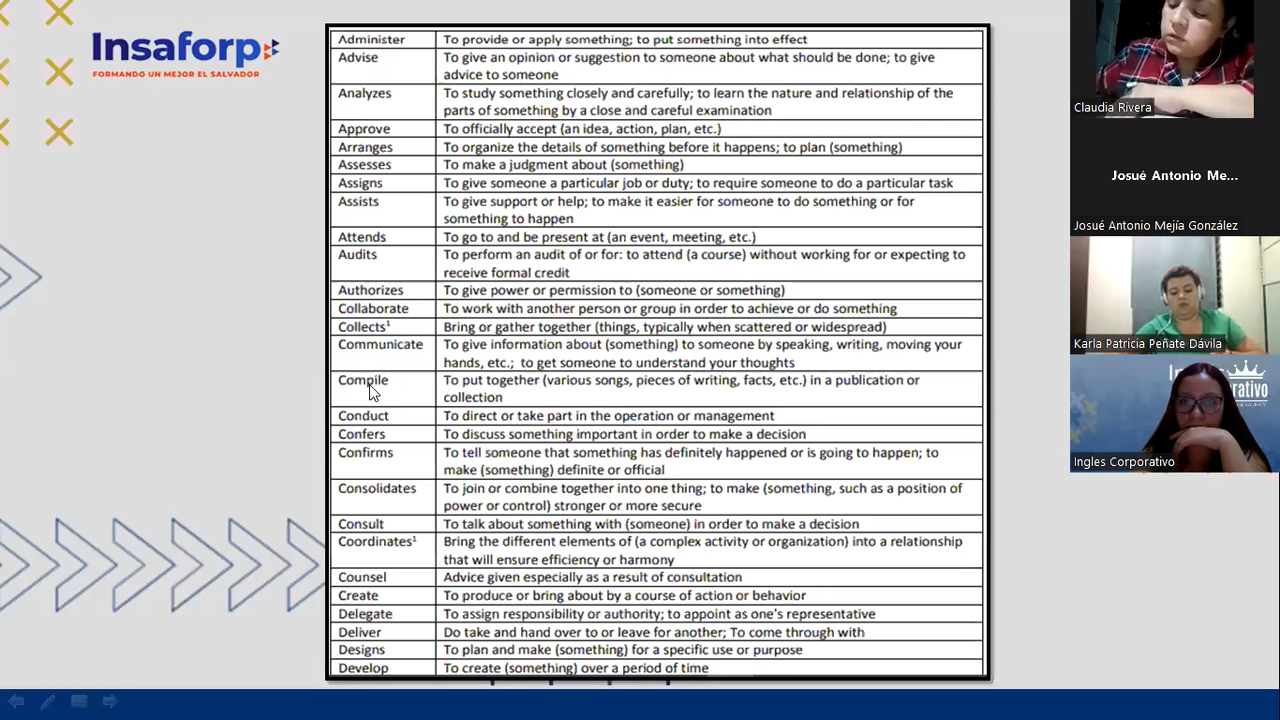 Insaforp
FORMANDO UN MEJOR EL SALVADOR
Administer To provide or apply something; to put something into effect
Advise To give an opinion or suggestion to someone about what should be done; to give
advice to someone
Analyzes To study something closely and carefully; to learn the nature and relationship of the
parts of something by a close and careful examination
Approve To officially accept (an idea, action, plan, etc.)
Arranges To organize the details of something before it happens; to plan (something)
Assesses To make a judgment about (something)
Assigns To give someone a particular job or duty; to require someone to do a particular task
Assists To give support or help; to make it easier for someone to do something or for
something to happen
Attends To go to and be present at (an event, meeting, etc.)
Audits To perform an audit of or for: to attend (a course) without working for or expecting to
receive formal credit
Authorizes To give power or permission to (someone or something)
Collaborate To work with another person or group in order to achieve or do something
Collects¹ Bring or gather together (things, typically when scattered or widespread)
Communicate To give information about (something) to someone by speaking, writing, moving your
hands, etc.; to get someone to understand your thoughts
Compile To put together (various songs, pieces of writing, facts, etc.) in a publication or
collection
Conduct To direct or take part in the operation or management
Confers To discuss something important in order to make a decision
Confirms To tell someone that something has definitely happened or is going to happen; to
make (something) definite or official
Consolidates To join or combine together into one thing; to make (something, such as a position of
power or control) stronger or more secure
Consult To talk about something with (someone) in order to make a decision
Coordinates¹ Bring the different elements of (a complex activity or organization) into a relationship
that will ensure efficiency or harmony
Counsel Advice given especially as a result of consultation
Create To produce or bring about by a course of action or behavior
Delegate To assign responsibility or authority; to appoint as one's representative
Deliver Do take and hand over to or leave for another; To come through with
Designs To plan and make (something) for a specific use or purpose
Develop To create (something) over a period of time
Claudia Rivera
Josué Antonio Me...
Josué Antonio Mejía González
Karla Patricia Peñate Dávila
Ingles Corporativo